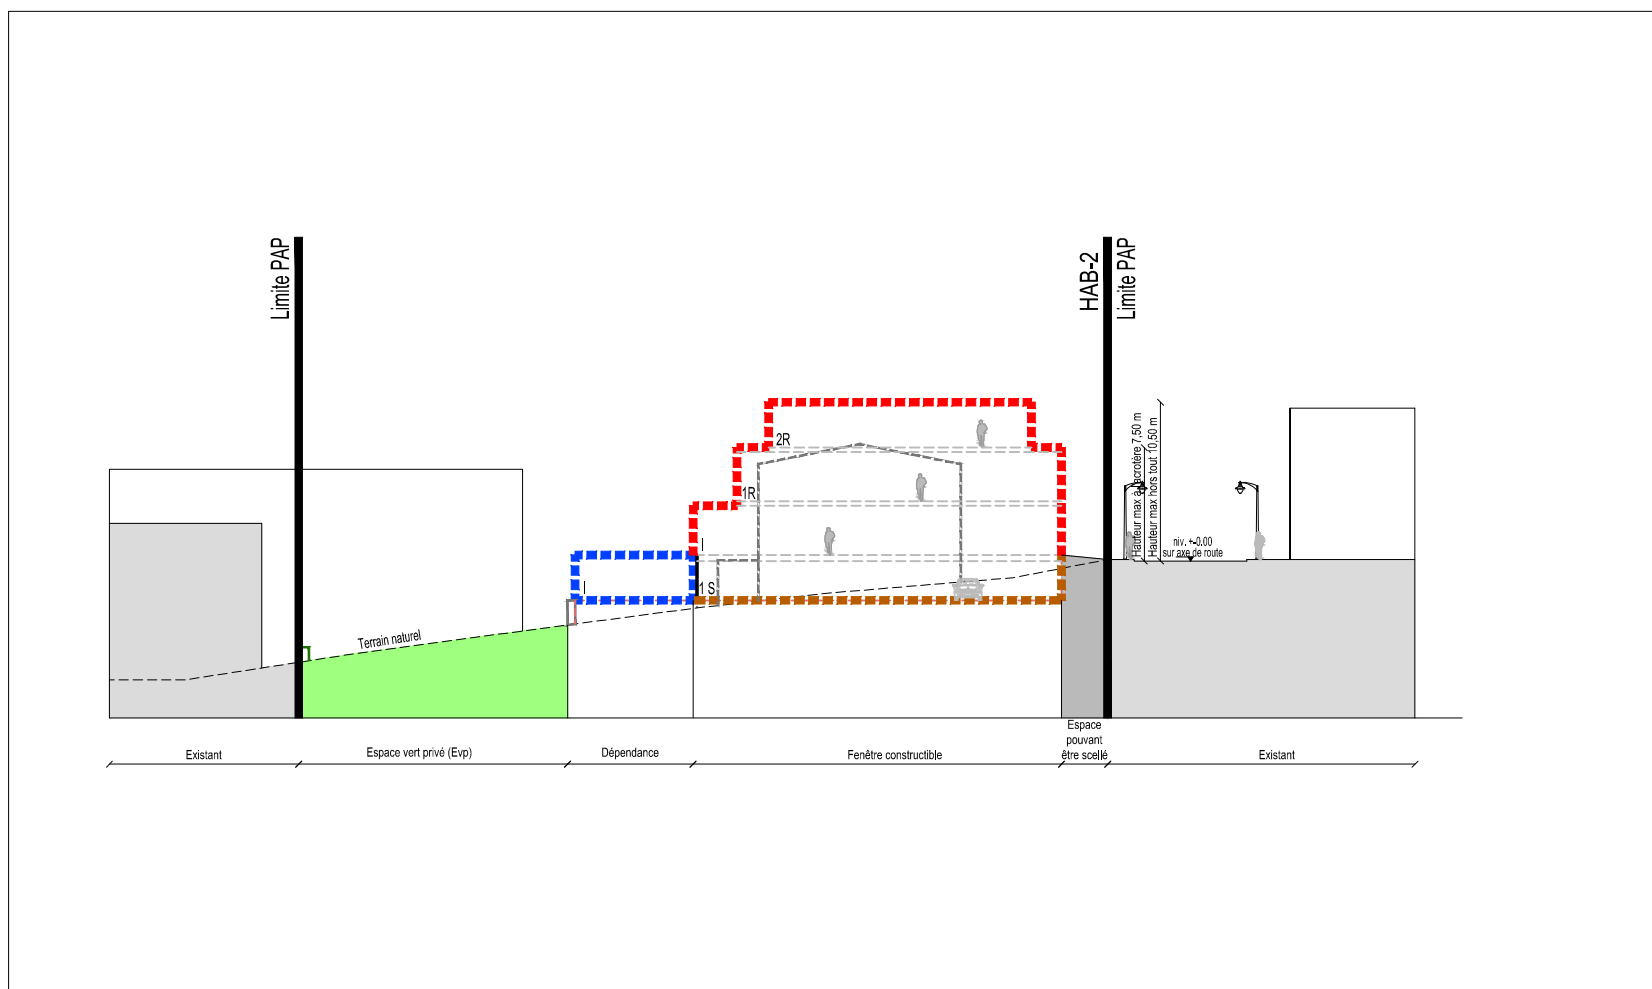 Limite PAP
HAB-2
Limite PAP
Hauteur max à l'acrotère 7,50 m
Hauteur max hors tout 10,50 m
2R
1R
I
niv. +-0.00
sur axe de route
I
1 S
Terrain naturel
Existant
Espace vert privé (Evp)
Dépendance
Fenêtre constructible
Espace
pouvant
être scellé
Existant